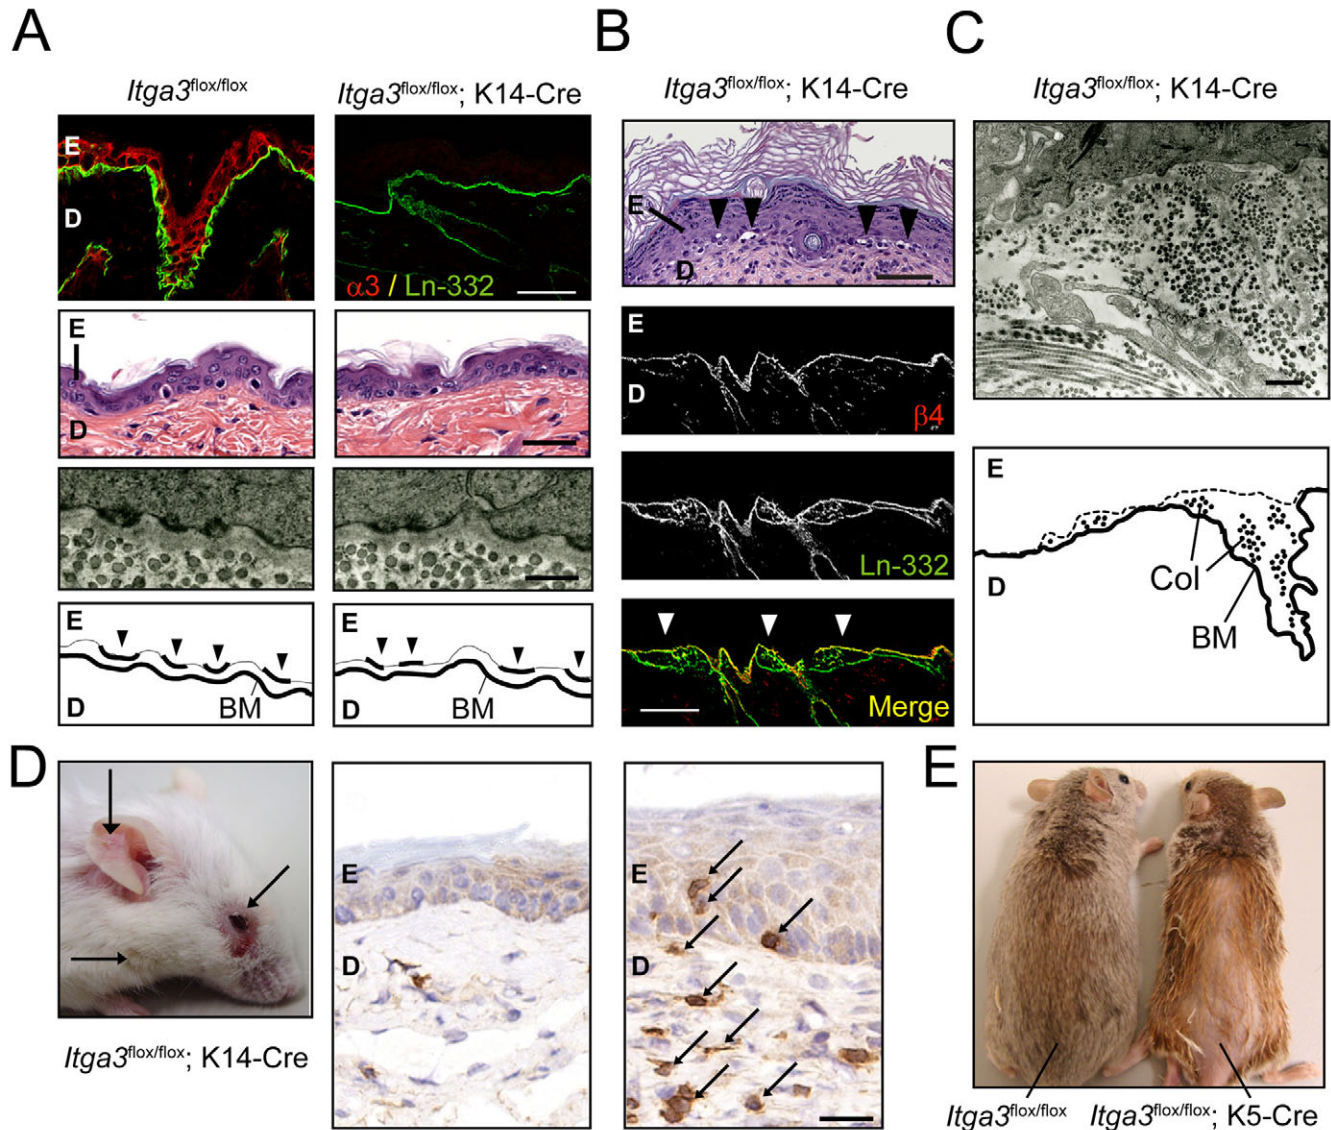 A
Itga3flox/flox
Itga3flox/flox; K14-Cre
E
D
α3 / Ln-332
E
D
E
D
BM
E
D
BM
B
Itga3flox/flox; K14-Cre
E
D
E
D
β4
Ln-332
Merge
C
Itga3flox/flox; K14-Cre
E
D
Col
BM
D
Itga3flox/flox; K14-Cre
E
D
E
D
E
Itga3flox/flox
Itga3flox/flox; K5-Cre